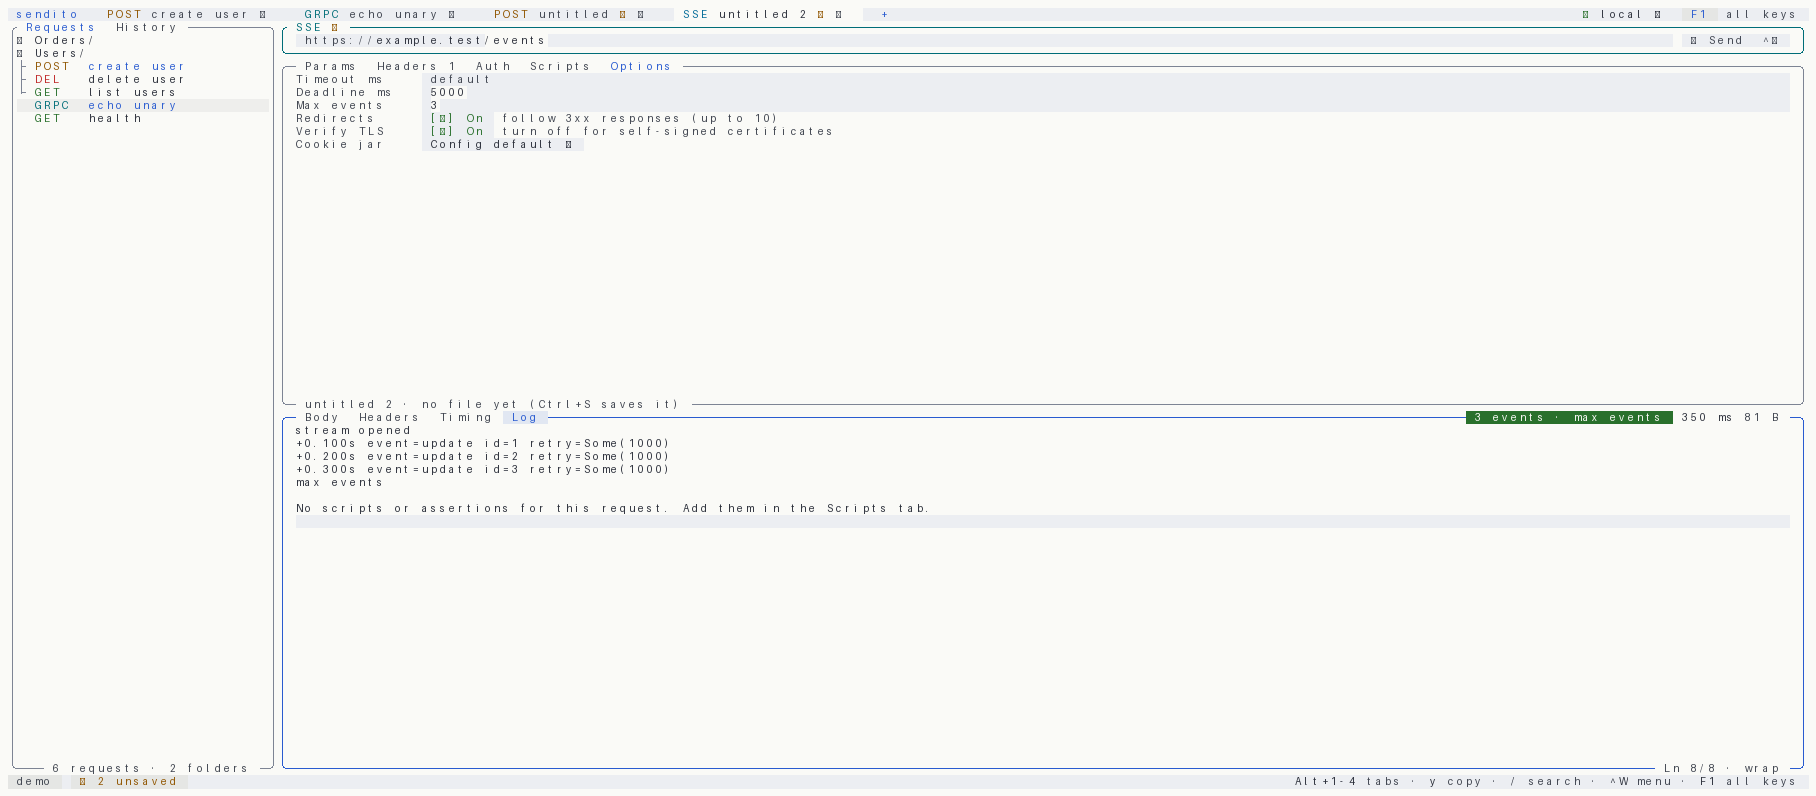 sendito POST create user GRPC echo unary POST untitled SSE untitled 2 + local F1 all keys
Requests History
Orders/
Users/
POST create user
DEL delete user
GET list users
GRPC echo unary
GET health
6 requests · 2 folders
SSE
https://example.test/events Send ^
Params Headers 1 Auth Scripts Options
Timeout ms default
Deadline ms 5000
Max events 3
Redirects [ ] On follow 3xx responses (up to 10)
Verify TLS [ ] On turn off for self-signed certificates
Cookie jar Config default
untitled 2 · no file yet (Ctrl+S saves it)
Body Headers Timing Log 3 events · max events 350 ms 81 B
stream opened
+0.100s event=update id=1 retry=Some(1000)
+0.200s event=update id=2 retry=Some(1000)
+0.300s event=update id=3 retry=Some(1000)
max events
No scripts or assertions for this request. Add them in the Scripts tab.
Ln 8/8 · wrap
demo 2 unsaved Alt+1-4 tabs · y copy · / search · ^W menu · F1 all keys